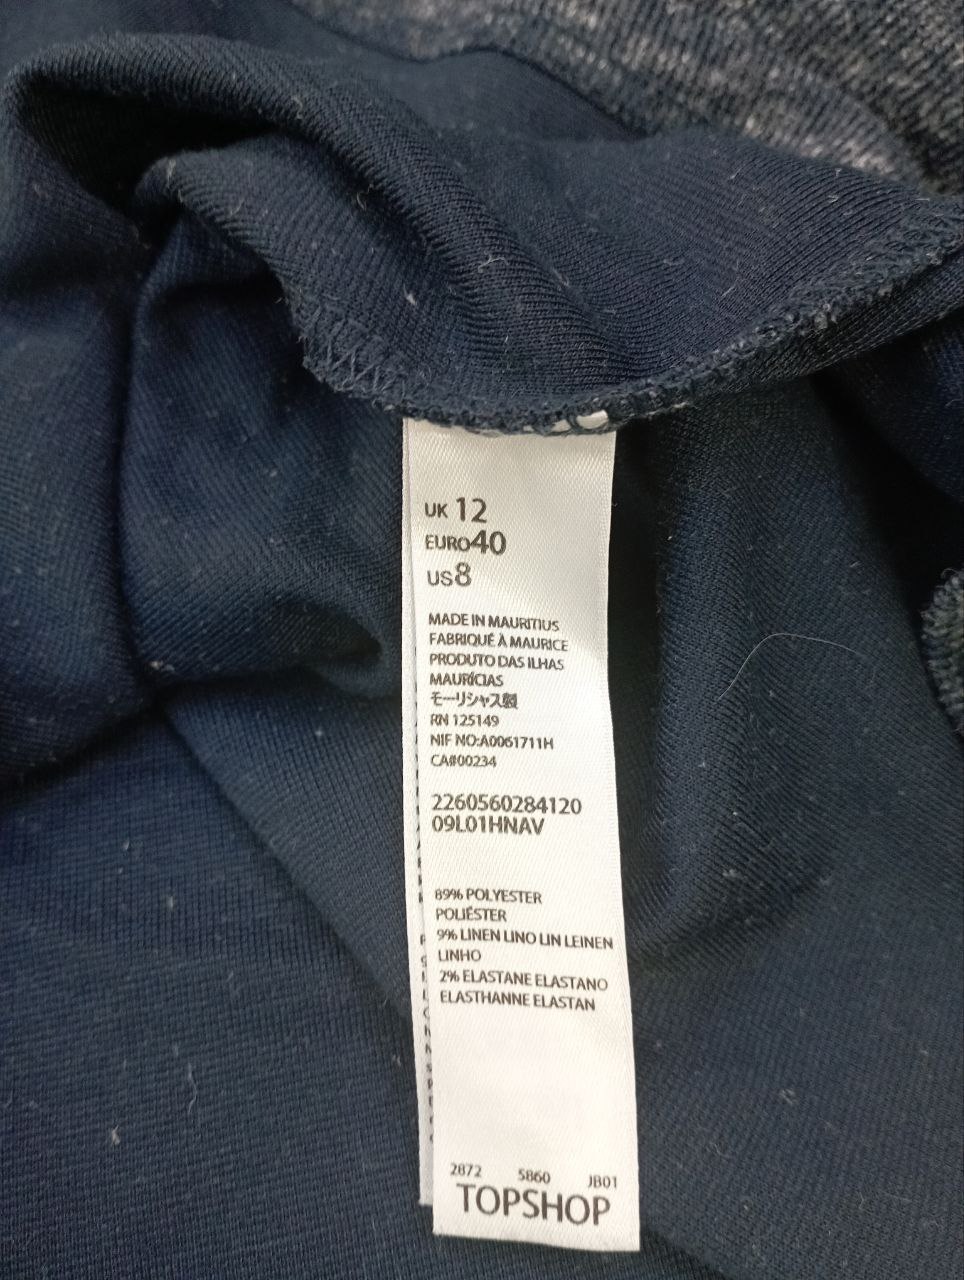 UK 12
EURO40
US8
MADE IN MAURITIUS
FABRIQUÉ À MAURICE
PRODUTO DAS ILHAS
MAURÍCIAS
モーリシャス製
RN 125149
NIF NO:A0061711H
CA#00234
2260560284120
09L01HNAV
89% POLYESTER
POLIÉSTER
9% LINEN LINO LIN LEINEN
LINHO
2% ELASTANE ELASTANO
ELASTHANNE ELASTAN
2872 5860 JB01
TOPSHOP